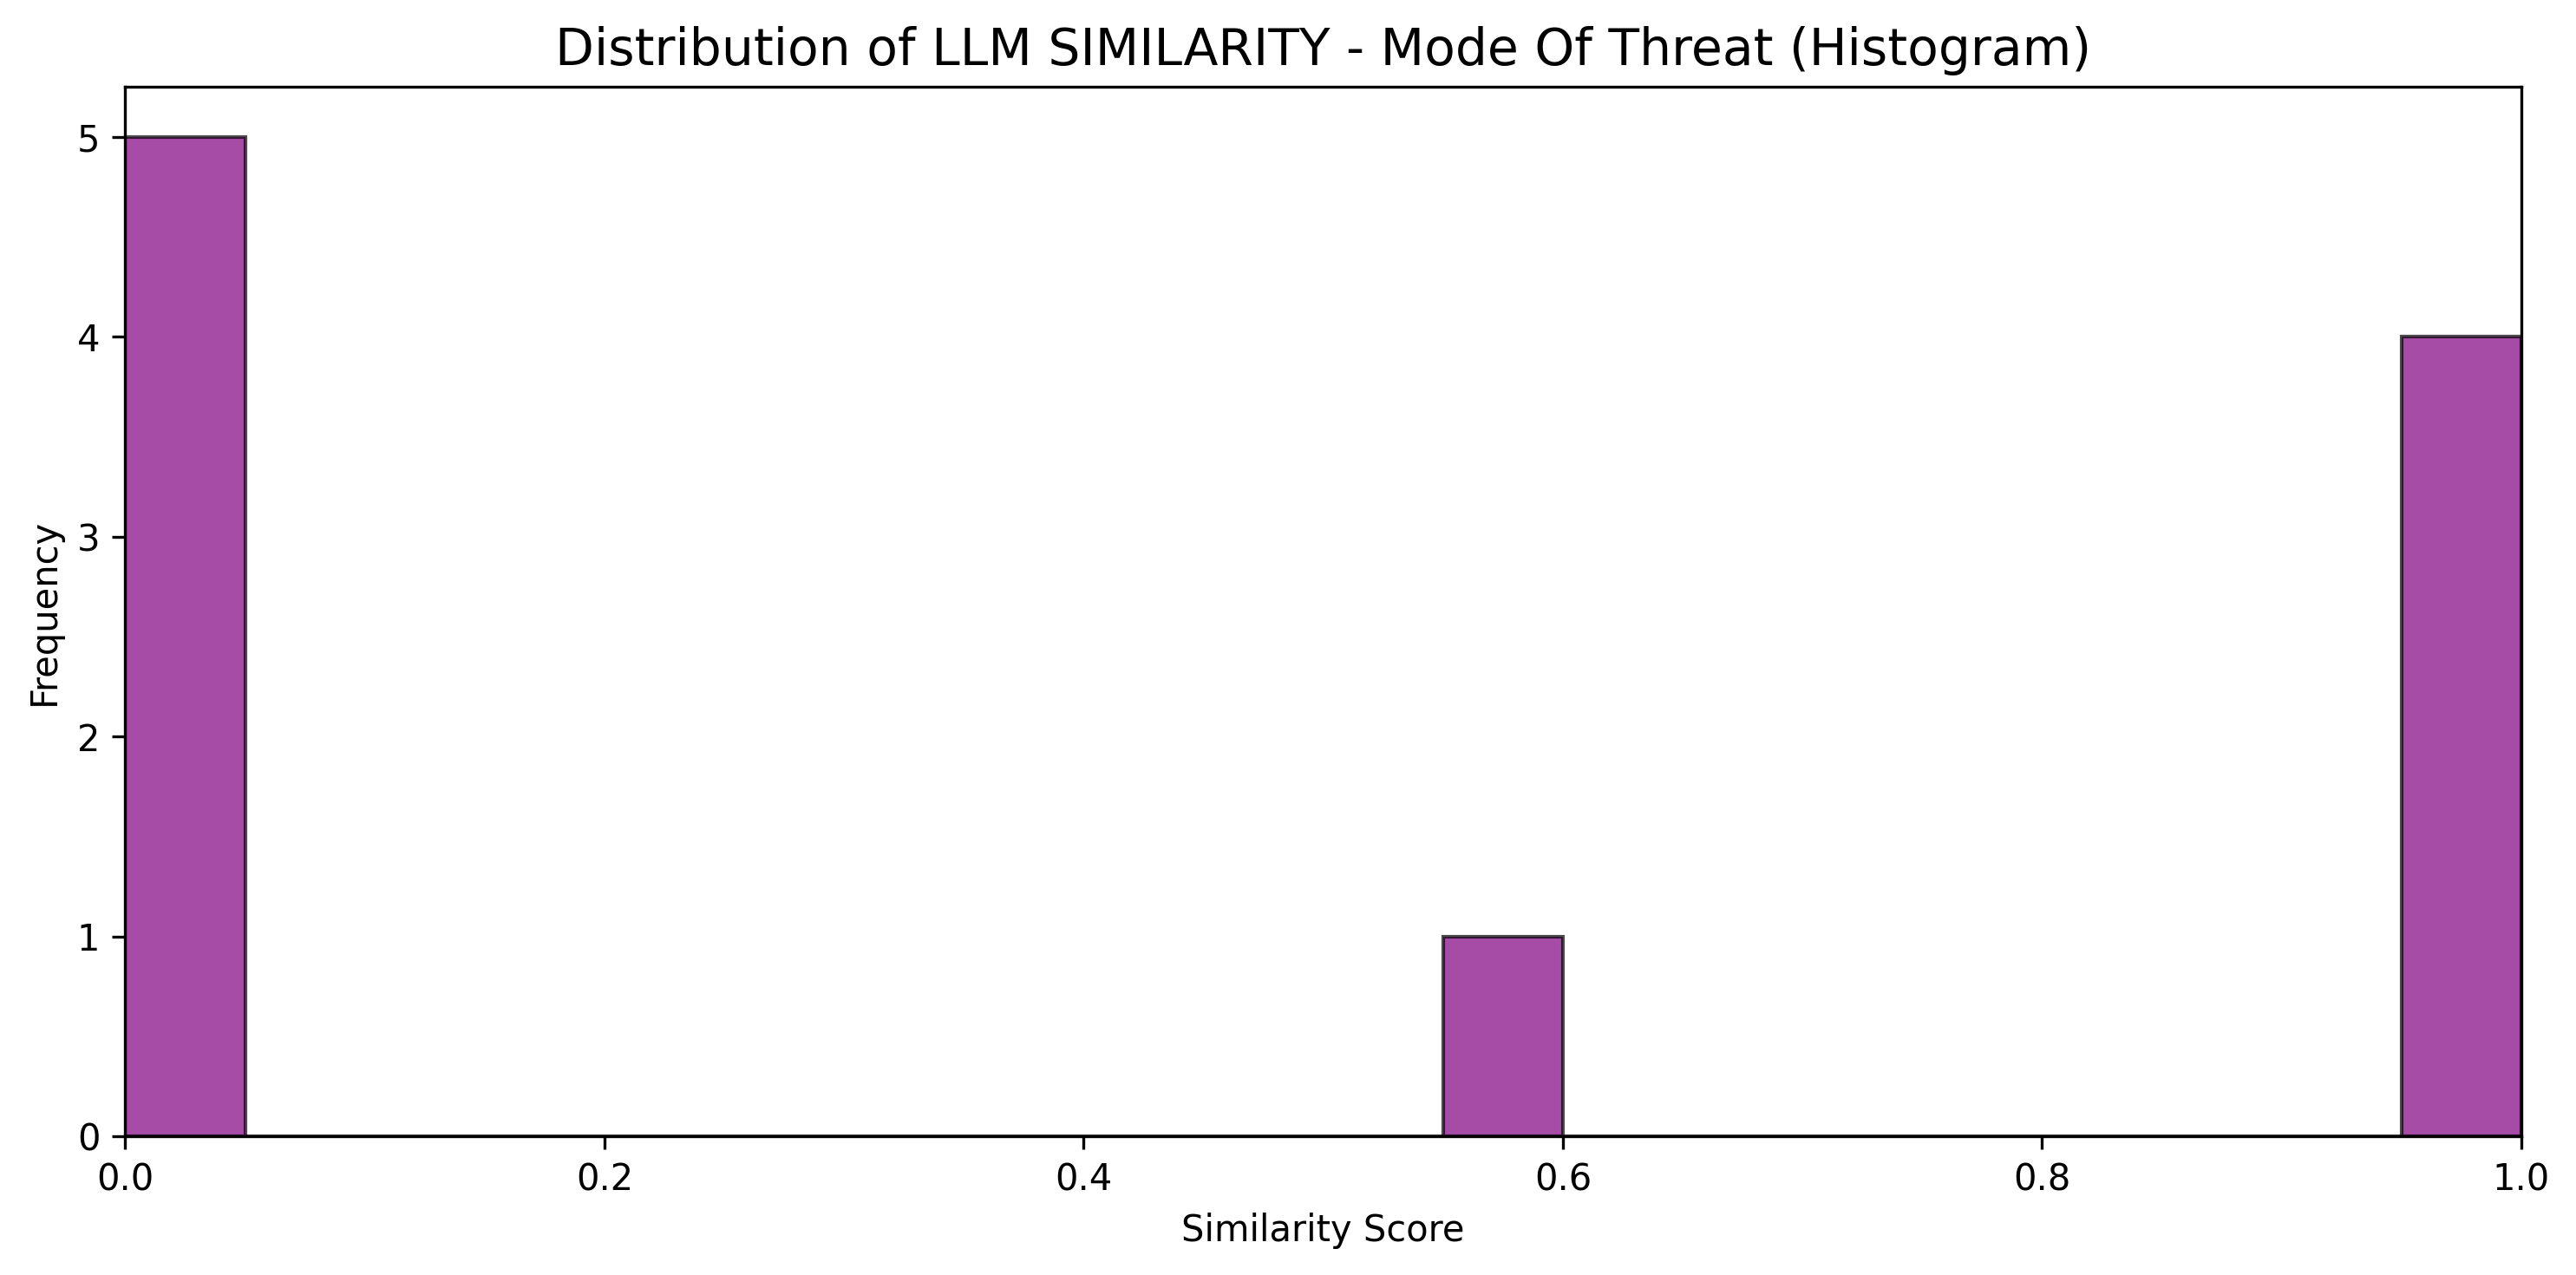 Distribution of LLM SIMILARITY - Mode Of Threat (Histogram)
5
4
3
2
1
0
Frequency
0.0 0.2 0.4 0.6 0.8 1.0
Similarity Score